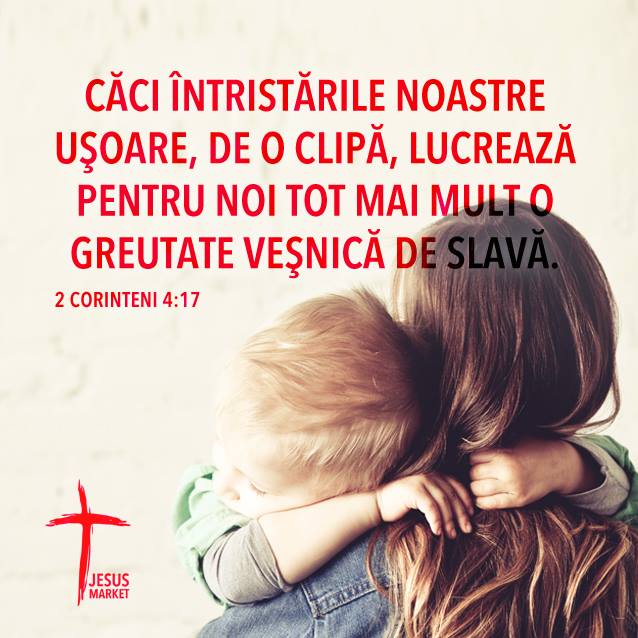 CĂCI ÎNTRISTĂRILE NOASTRE
UŞOARE, DE O CLIPĂ, LUCREAZĂ
PENTRU NOI TOT MAI MULT O
GREUTATE VEŞNICĂ DE SLAVĂ.
2 CORINTENI 4:17
JESUS
MARKET